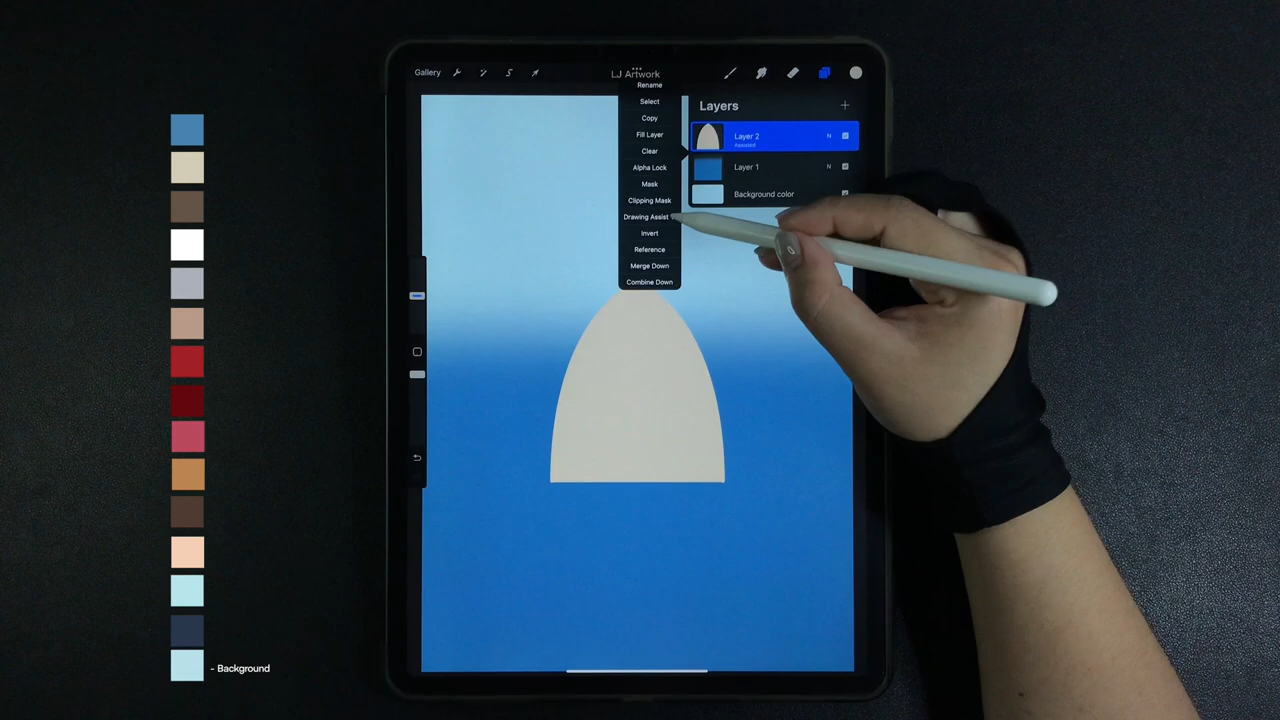 Gallery
LJ Artwork
Rename
Select
Copy
Fill Layer
Clear
Alpha Lock
Mask
Clipping Mask
Drawing Assist
Invert
Reference
Merge Down
Combine Down
Layers
Layer 2
N
Assisted
Layer 1
N
Background color
- Background